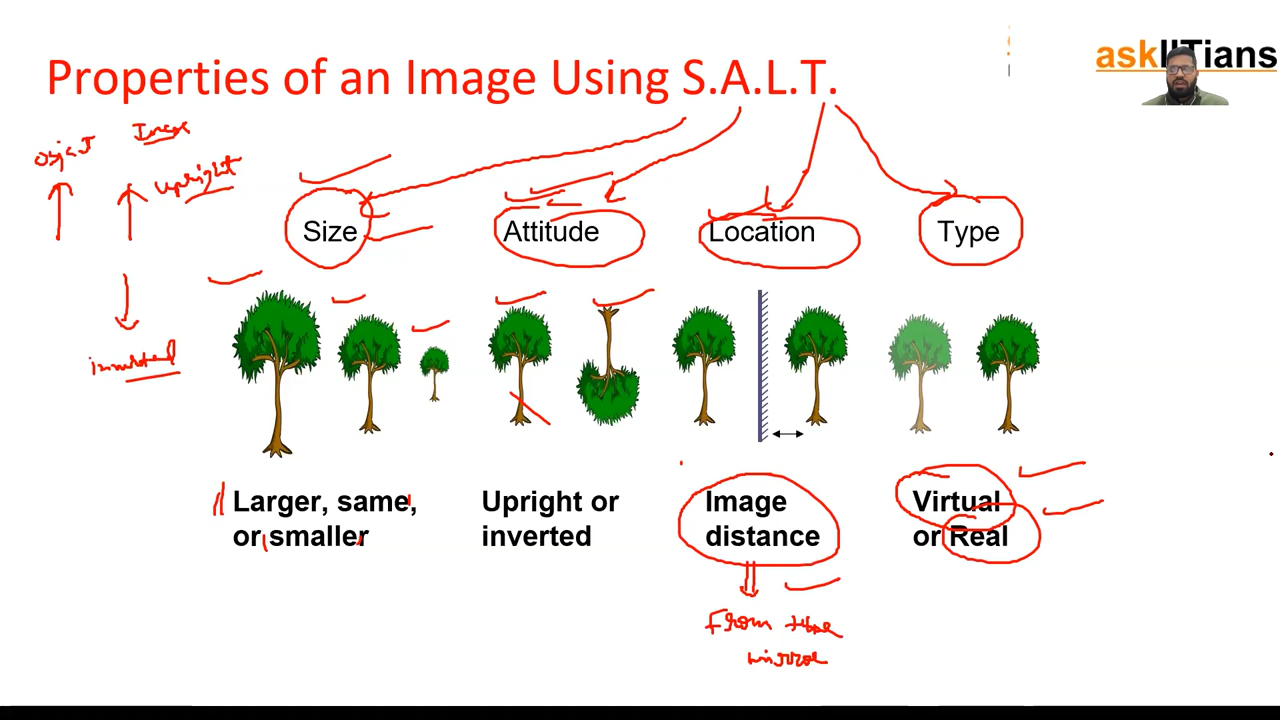 askIITians
Properties of an Image Using S.A.L.T.
object
Image
upright
inverted
Size
Attitude
Location
Type
Larger, same,
or smaller
Upright or
inverted
Image
distance
Virtual
or Real
From the
mirror